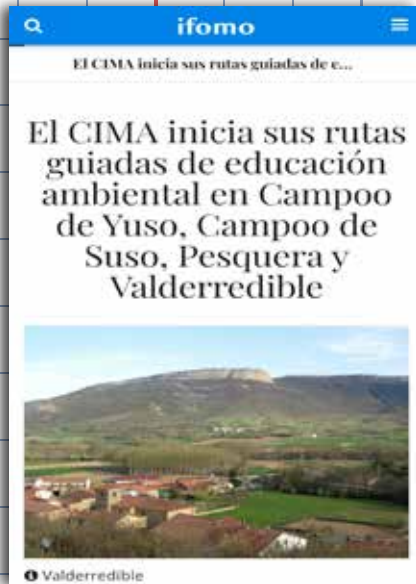 ifomo
El CIMA inicia sus rutas guiadas de e...
El CIMA inicia sus rutas
guiadas de educación
ambiental en Campoo
de Yuso, Campoo de
Suso, Pesquera y
Valderredible
Valderredible